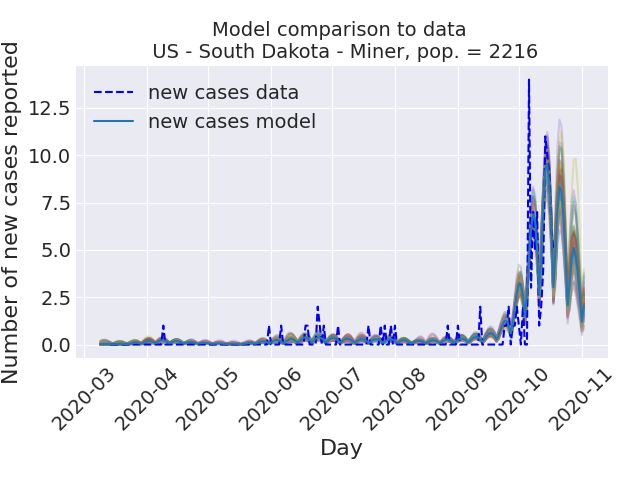 Model comparison to data
US - South Dakota - Miner, pop. = 2216
new cases data
new cases model
Number of new cases reported
12.5
10.0
7.5
5.0
2.5
0.0
2020-03
2020-04
2020-05
2020-06
2020-07
2020-08
2020-09
2020-10
2020-11
Day